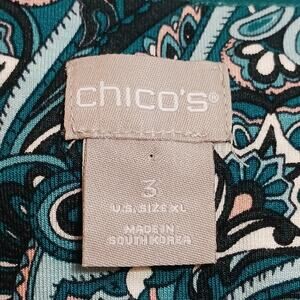 chico's®
3
U.S. SIZE XL
MADE IN
SOUTH KOREA